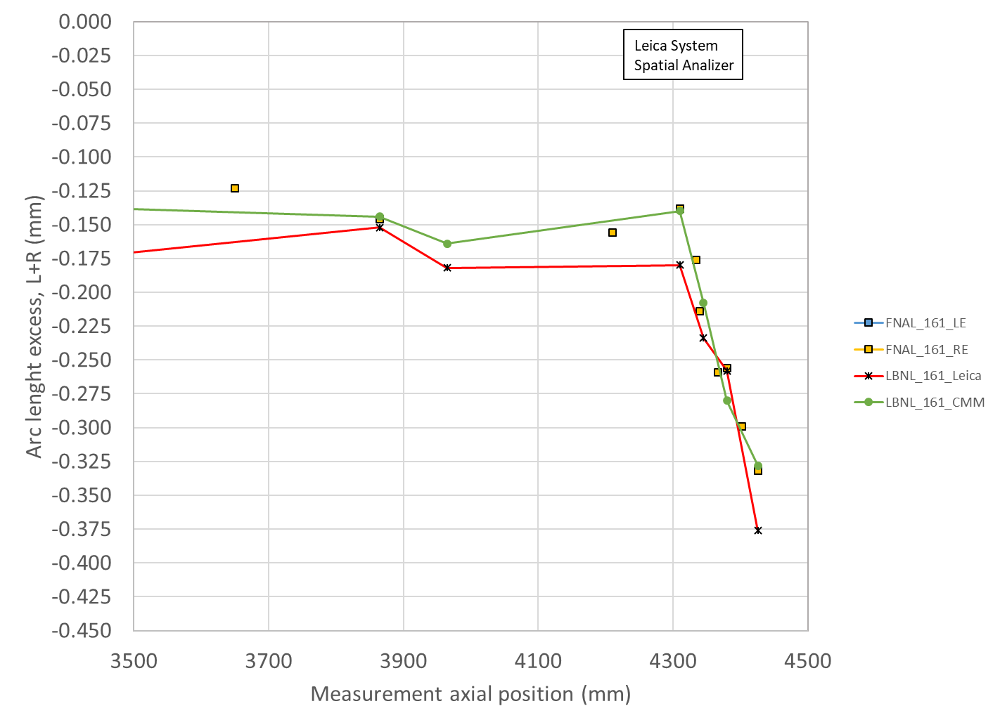 0.000
-0.025
-0.050
-0.075
-0.100
-0.125
-0.150
-0.175
-0.200
-0.225
-0.250
-0.275
-0.300
-0.325
-0.350
-0.375
-0.400
-0.425
-0.450
Arc lenght excess, L+R (mm)
Leica System
Spatial Analizer
FNAL_161_LE
FNAL_161_RE
LBNL_161_Leica
LBNL_161_CMM
3500 3700 3900 4100 4300 4500
Measurement axial position (mm)